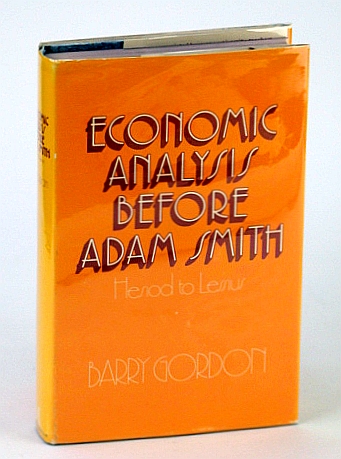 ECONOMIC
ANALYSIS
BEFORE
ADAM SMITH
Hesiod to Lessius
BARRY GORDON